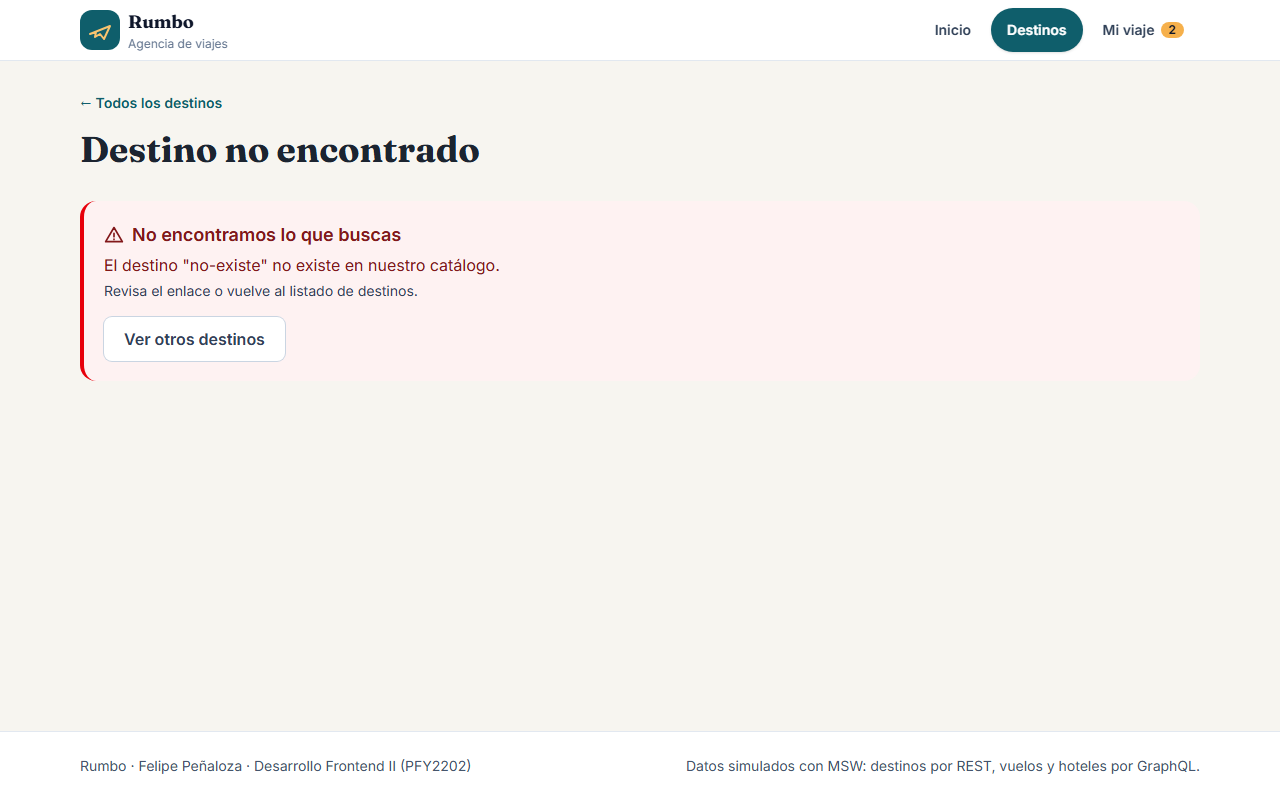 Rumbo
Agencia de viajes
Inicio
Destinos
Mi viaje 2
← Todos los destinos
Destino no encontrado
No encontramos lo que buscas
El destino "no-existe" no existe en nuestro catálogo.
Revisa el enlace o vuelve al listado de destinos.
Ver otros destinos
Rumbo · Felipe Peñaloza · Desarrollo Frontend II (PFY2202)
Datos simulados con MSW: destinos por REST, vuelos y hoteles por GraphQL.